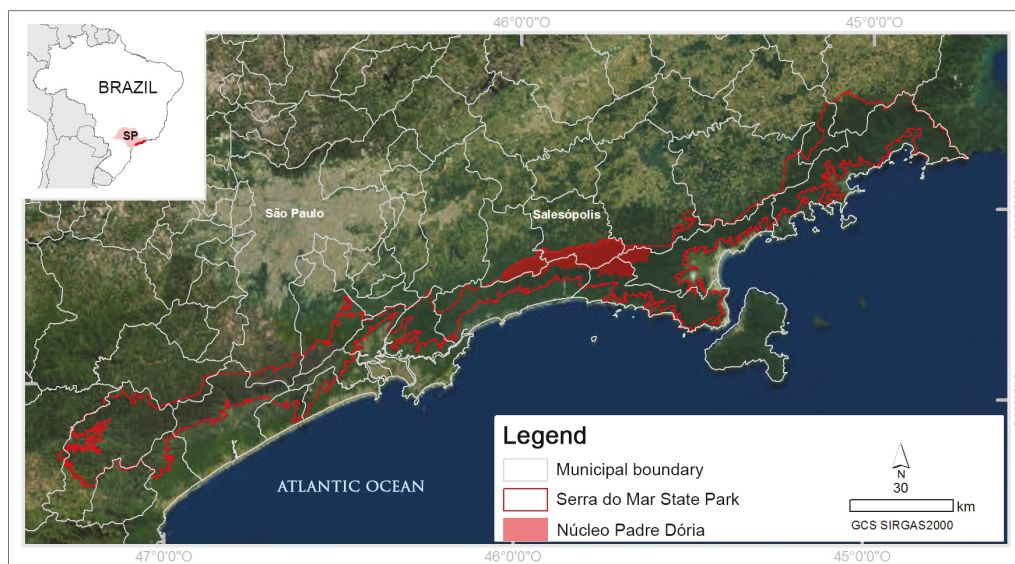 46°0'0"O
45°0'0"O
BRAZIL
SP
São Paulo
Salesópolis
ATLANTIC OCEAN
Legend
Municipal boundary
Serra do Mar State Park
Núcleo Padre Dória
N
30
km
GCS SIRGAS2000
47°0'0"O
46°0'0"O
45°0'0"O